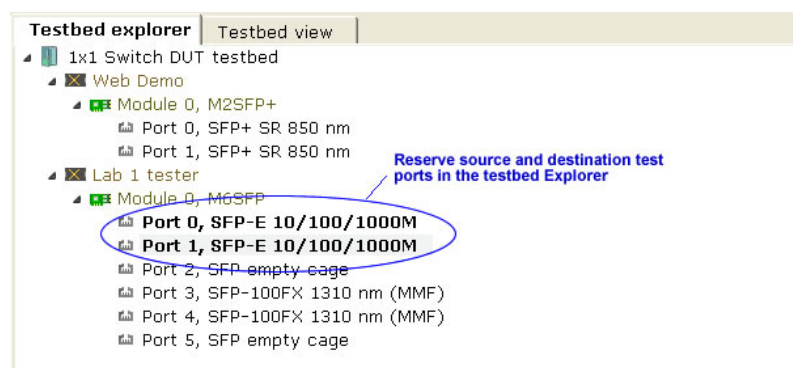 Testbed explorer Testbed view
1x1 Switch DUT testbed
Web Demo
Module 0, M2SFP+
Port 0, SFP+ SR 850 nm
Port 1, SFP+ SR 850 nm
Reserve source and destination test
ports in the testbed Explorer
Lab 1 tester
Module 0, M6SFP
Port 0, SFP-E 10/100/1000M
Port 1, SFP-E 10/100/1000M
Port 2, SFP empty cage
Port 3, SFP-100FX 1310 nm (MMF)
Port 4, SFP-100FX 1310 nm (MMF)
Port 5, SFP empty cage